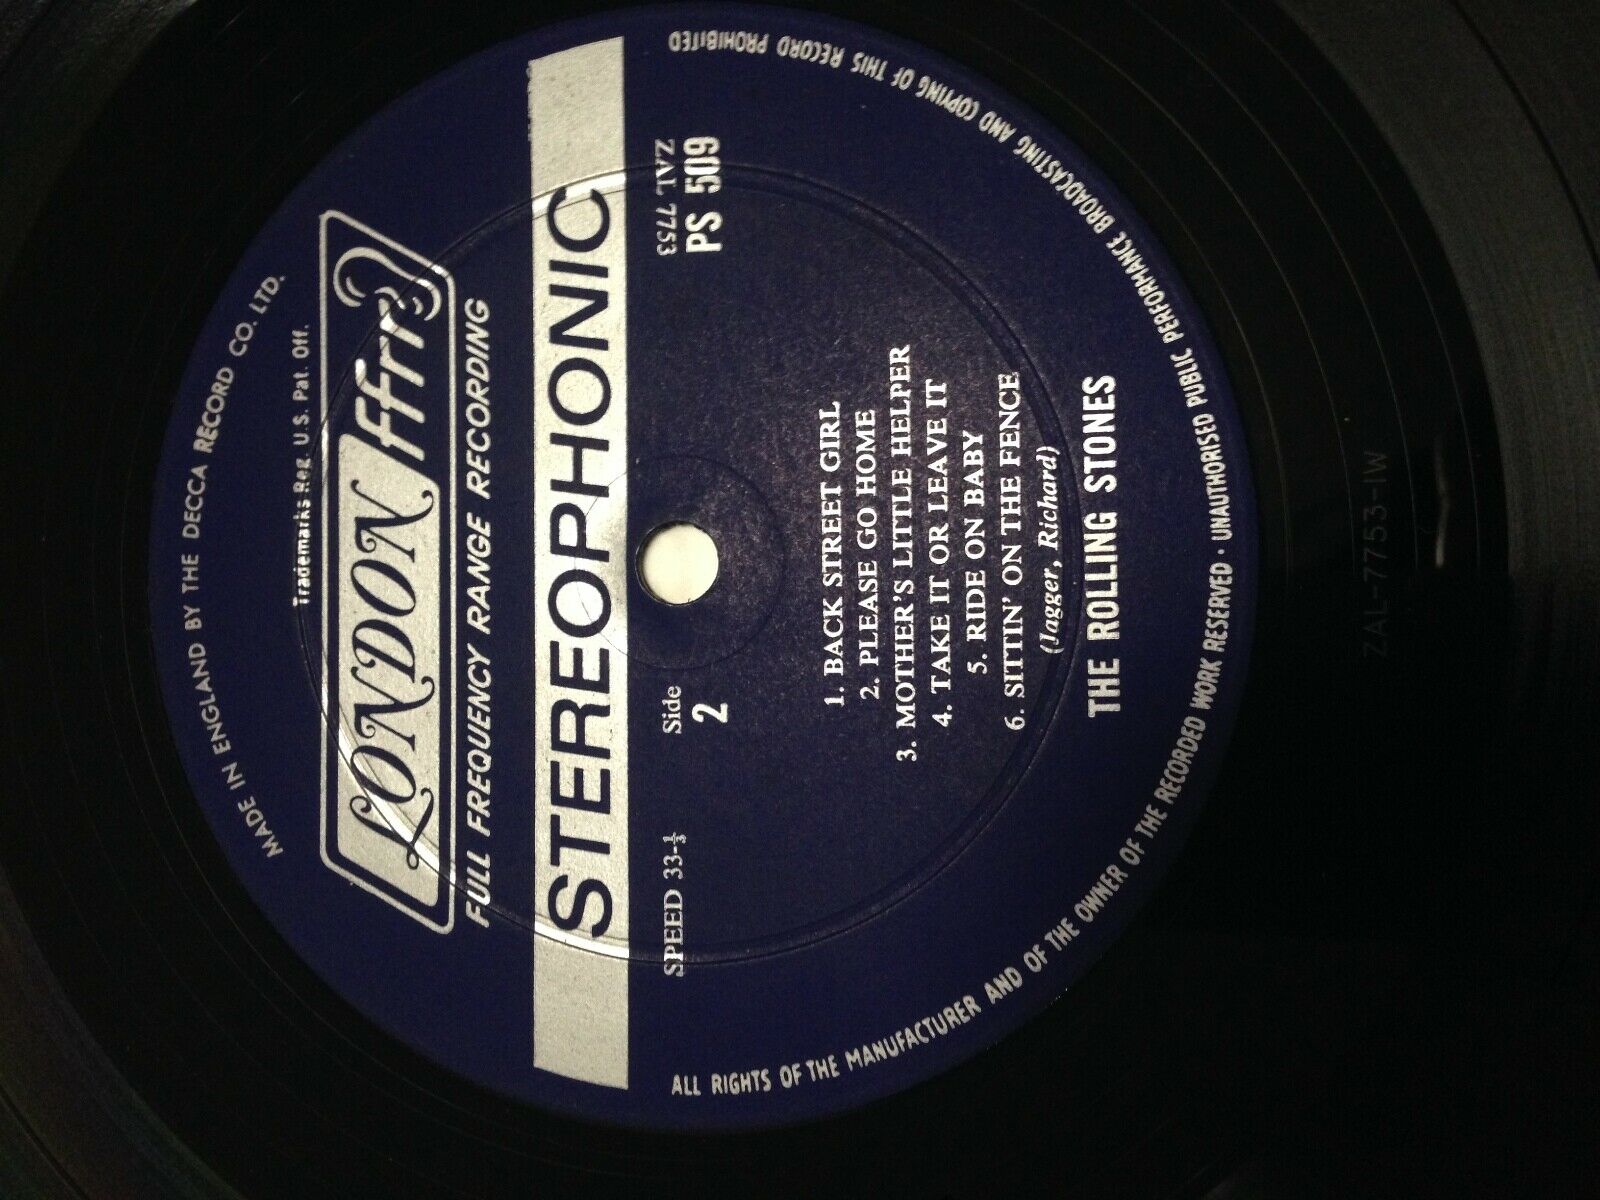 MADE IN ENGLAND BY THE DECCA RECORD CO. LTD.
Trademarks Reg. U.S. Pat. Off.
LONDON ffrr
FULL FREQUENCY RANGE RECORDING
STEREOPHONIC
SPEED 33-⅓
Side
2
ZAL 7753
PS 509
1. BACK STREET GIRL
2. PLEASE GO HOME
3. MOTHER'S LITTLE HELPER
4. TAKE IT OR LEAVE IT
5. RIDE ON BABY
6. SITTIN' ON THE FENCE
(Jagger, Richard)
THE ROLLING STONES
ALL RIGHTS OF THE MANUFACTURER AND OF THE OWNER OF THE RECORDED WORK RESERVED · UNAUTHORISED PUBLIC PERFORMANCE BROADCASTING AND COPYING OF THIS RECORD PROHIBITED
ZAL-7753-1W